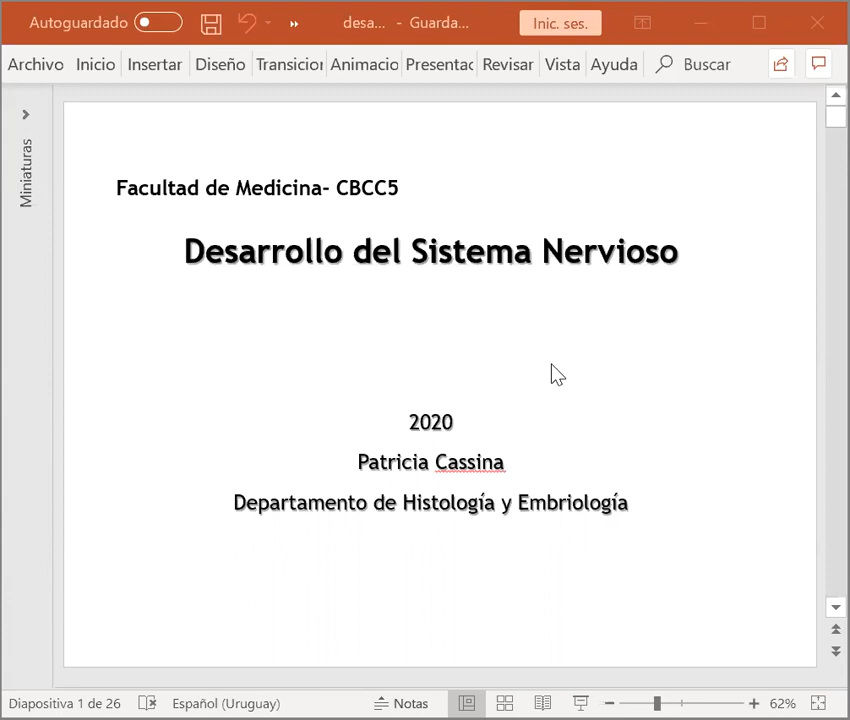 Autoguardado desa... - Guarda... Inic. ses.
Archivo Inicio Insertar Diseño Transicior Animacio Presentac Revisar Vista Ayuda Buscar
Miniaturas
Facultad de Medicina- CBCC5
Desarrollo del Sistema Nervioso
2020
Patricia Cassina
Departamento de Histología y Embriología
Diapositiva 1 de 26 Español (Uruguay) Notas 62%